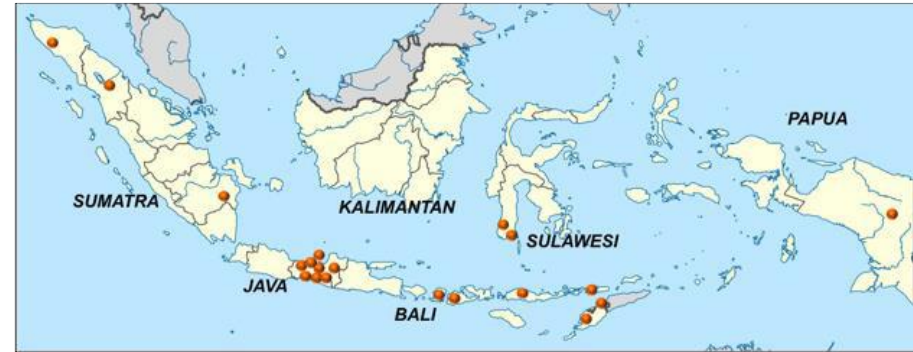 PAPUA
SUMATRA
KALIMANTAN
SULAWESI
JAVA
BALI